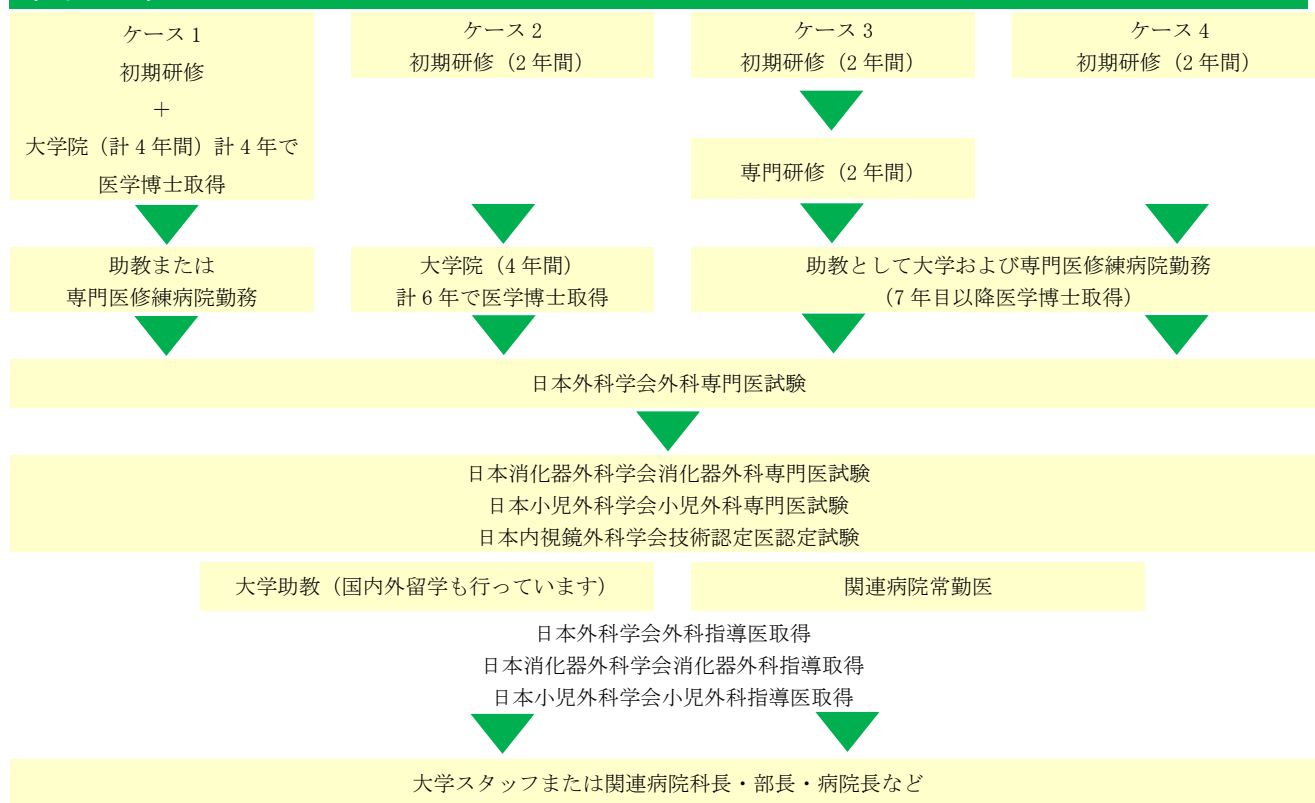 ケース 1
初期研修
＋
大学院（計 4 年間）計 4 年で
医学博士取得
ケース 2
初期研修（2 年間）
ケース 3
初期研修（2 年間）
ケース 4
初期研修（2 年間）
専門研修（2 年間）
助教または
専門医修練病院勤務
大学院（4 年間）
計 6 年で医学博士取得
助教として大学および専門医修練病院勤務
（7 年目以降医学博士取得）
日本外科学会外科専門医試験
日本消化器外科学会消化器外科専門医試験
日本小児外科学会小児外科専門医試験
日本内視鏡外科学会技術認定医認定試験
大学助教（国内外留学も行っています）
関連病院常勤医
日本外科学会外科指導医取得
日本消化器外科学会消化器外科指導取得
日本小児外科学会小児外科指導医取得
大学スタッフまたは関連病院科長・部長・病院長など